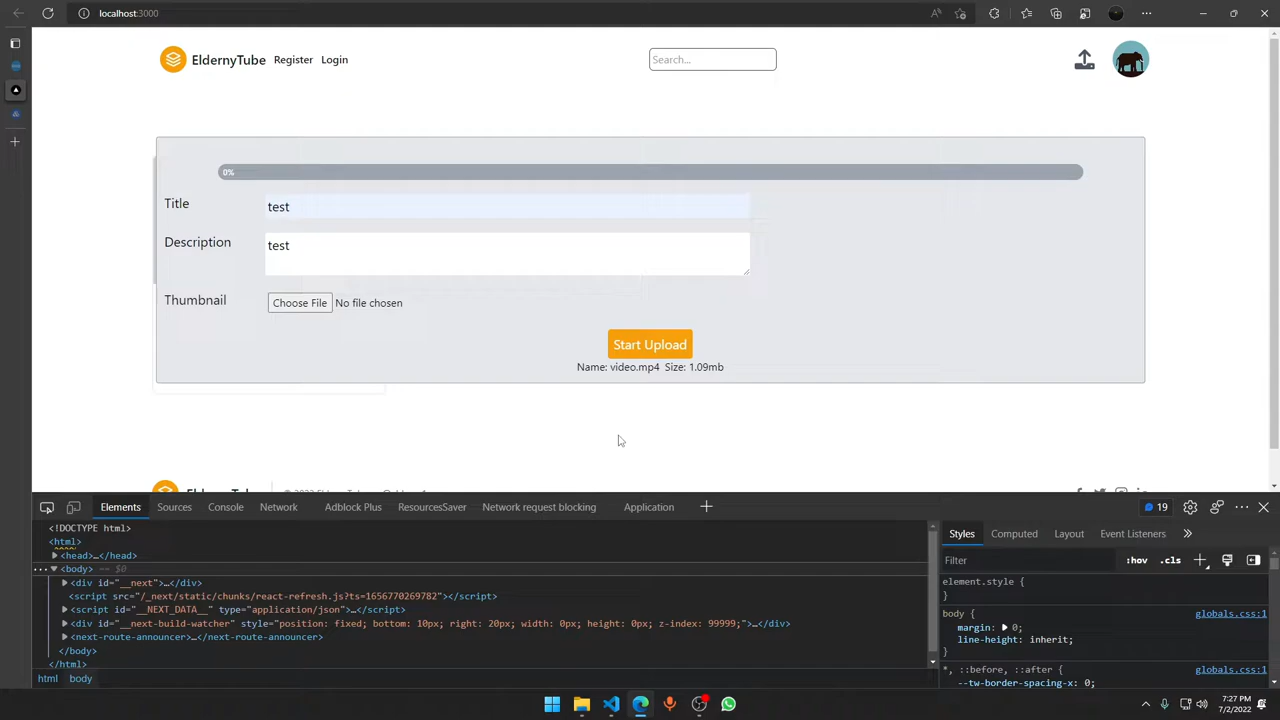 localhost:3000
EldernyTube Register Login Search...
0%
Title test
Description test
Thumbnail Choose File No file chosen
Start Upload
Name: video.mp4 Size: 1.09mb
Elements Sources Console Network Adblock Plus ResourcesSaver Network request blocking Application 19
<!DOCTYPE html>
<html>
<head>…</head>
<body> == $0
<div id="__next">…</div>
<script src="/_next/static/chunks/react-refresh.js?ts=1656770269782"></script>
<script id="__NEXT_DATA__" type="application/json">…</script>
<div id="__next-build-watcher" style="position: fixed; bottom: 10px; right: 20px; width: 0px; height: 0px; z-index: 99999;">…</div>
<next-route-announcer>…</next-route-announcer>
</body>
</html>
html body
Styles Computed Layout Event Listeners
Filter :hov .cls
element.style {
}
body { globals.css:1
margin: 0;
line-height: inherit;
}
*, ::before, ::after { globals.css:1
--tw-border-spacing-x: 0;
7:27 PM
7/2/2022